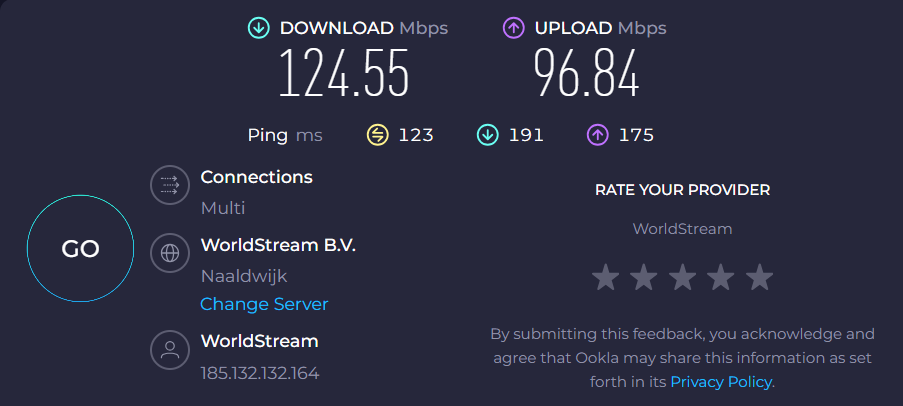 DOWNLOAD Mbps
124.55
UPLOAD Mbps
96.84
Ping ms 123 191 175
GO
Connections
Multi
WorldStream B.V.
Naaldwijk
Change Server
WorldStream
185.132.132.164
RATE YOUR PROVIDER
WorldStream
By submitting this feedback, you acknowledge and
agree that Ookla may share this information as set
forth in its Privacy Policy.